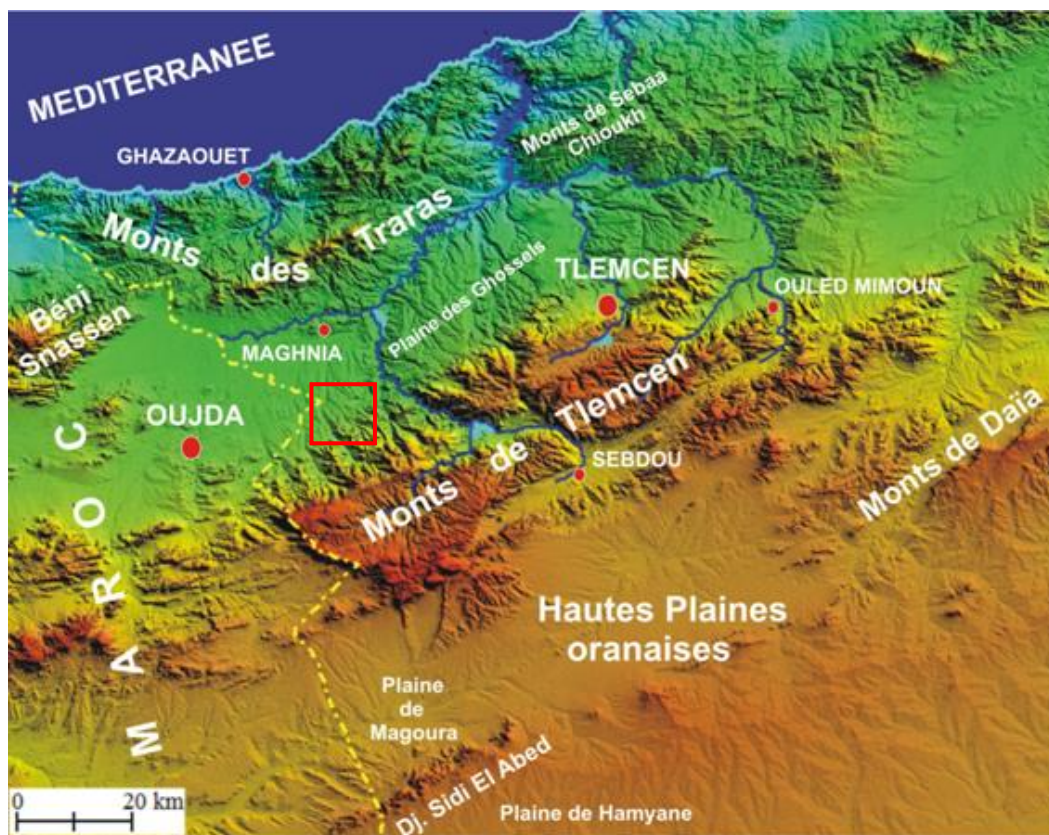 MEDITERRANEE
GHAZAOUET
Monts de Sebaa
Chioukh
Monts
des
Traras
Béni
Snassen
MAGHNIA
Plaine des Ghossels
TLEMCEN
OULED MIMOUN
OUJDA
MAROC
Monts
de
Tlemcen
SEBDOU
Monts de Daïa
Hautes Plaines
oranaises
Plaine
de
Magoura
Dj. Sidi El Abed
Plaine de Hamyane
0 20 km